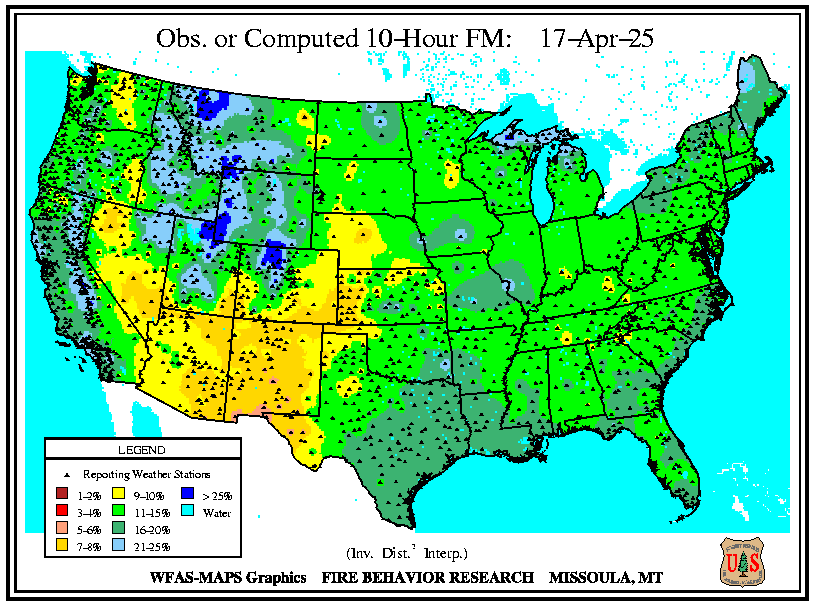 Obs. or Computed 10-Hour FM: 17-Apr-25
LEGEND
Reporting Weather Stations
1-2% 9-10% > 25%
3-4% 11-15% Water
5-6% 16-20%
7-8% 21-25%
(Inv. Dist.² Interp.)
WFAS-MAPS Graphics FIRE BEHAVIOR RESEARCH MISSOULA, MT
U S